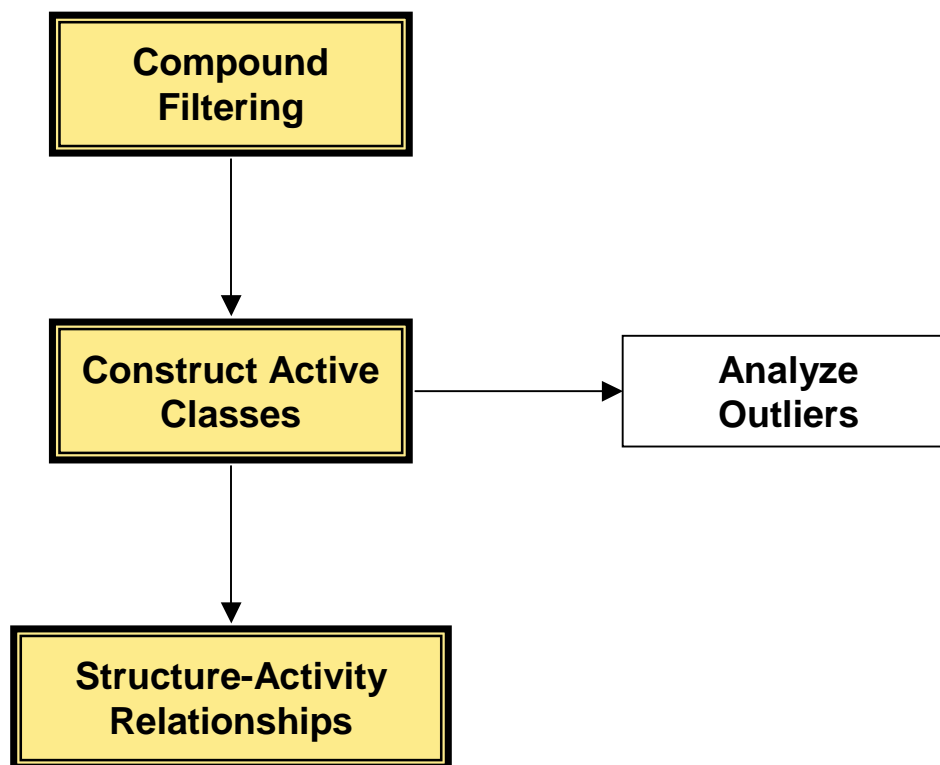 Compound
Filtering
Construct Active
Classes
Analyze
Outliers
Structure-Activity
Relationships